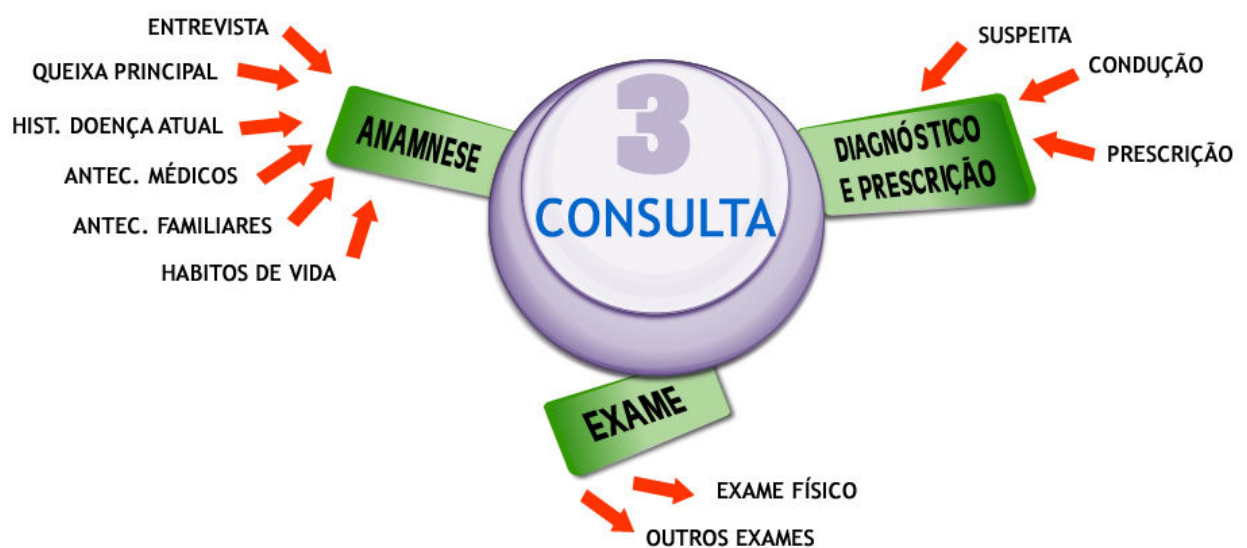 ENTREVISTA
QUEIXA PRINCIPAL
HIST. DOENÇA ATUAL
ANTEC. MÉDICOS
ANTEC. FAMILIARES
HABITOS DE VIDA
ANAMNESE
3
CONSULTA
SUSPEITA
CONDUÇÃO
PRESCRIÇÃO
DIAGNÓSTICO
E PRESCRIÇÃO
EXAME
EXAME FÍSICO
OUTROS EXAMES